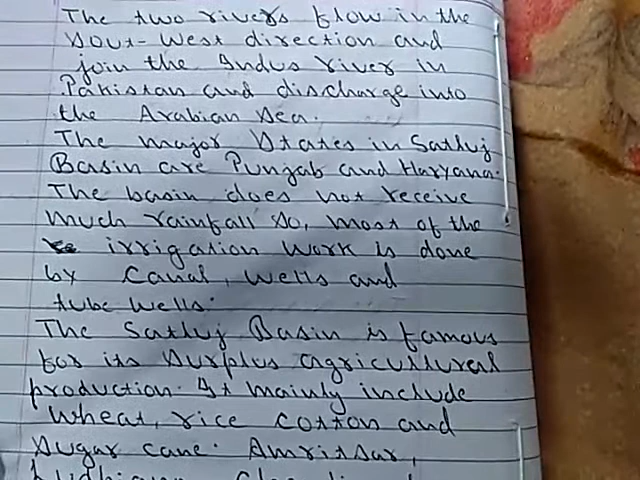 The two rivers flow in the
Sout-West direction and
join the Indus river in
Pakistan and discharge into
the Arabian Sea.
The major States in Satluj
Basin are Punjab and Haryana.
The basin does not receive
much rainfall so, most of the
irrigation work is done
by Canal, wells and
tube wells.
The Satluj Basin is famous
for its Surplus agricultural
production. It mainly include
Wheat, rice cotton and
Sugar cane. Amritsar,